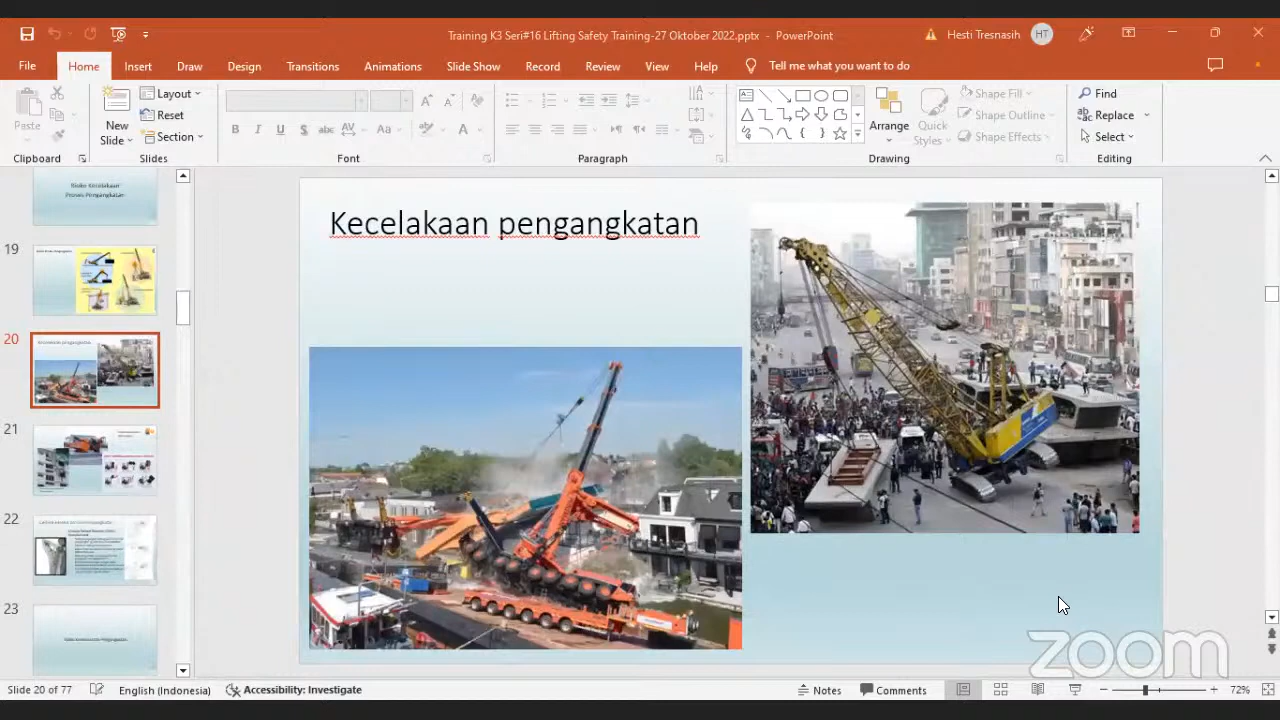 Training K3 Seri#16 Lifting Safety Training-27 Oktober 2022.pptx - PowerPoint
Hesti Tresnasih
HT
File
Home
Insert
Draw
Design
Transitions
Animations
Slide Show
Record
Review
View
Help
Tell me what you want to do
Paste
New
Slide
Layout
Reset
Section
Arrange
Quick
Styles
Shape Fill
Shape Outline
Shape Effects
Find
Replace
Select
Clipboard
Slides
Font
Paragraph
Drawing
Editing
Risiko Kecelakaan
Proses Pengangkatan
19
20
21
22
23
Kecelakaan pengangkatan
zoom
Slide 20 of 77
English (Indonesia)
Accessibility: Investigate
Notes
Comments
72%